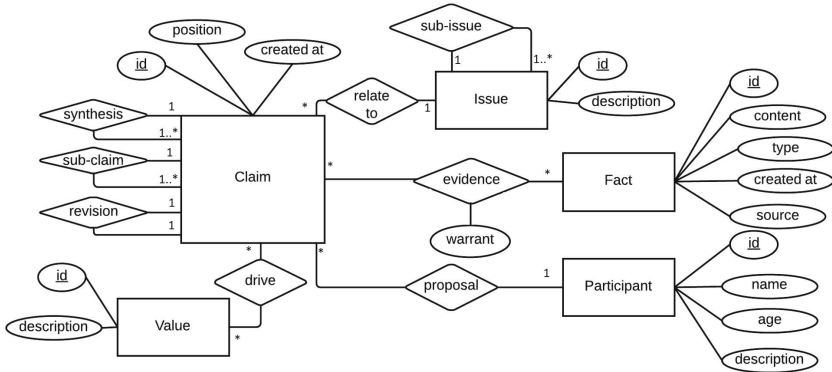 sub-issue
position
created at
id
1
1..*
id
relate
to
Issue
description
*
1
synthesis
1
1..*
sub-claim
1
1..*
revision
1
1
Claim
*
evidence
*
warrant
Fact
id
content
type
created at
source
*
*
drive
proposal
1
Participant
id
name
age
description
id
description
Value
*